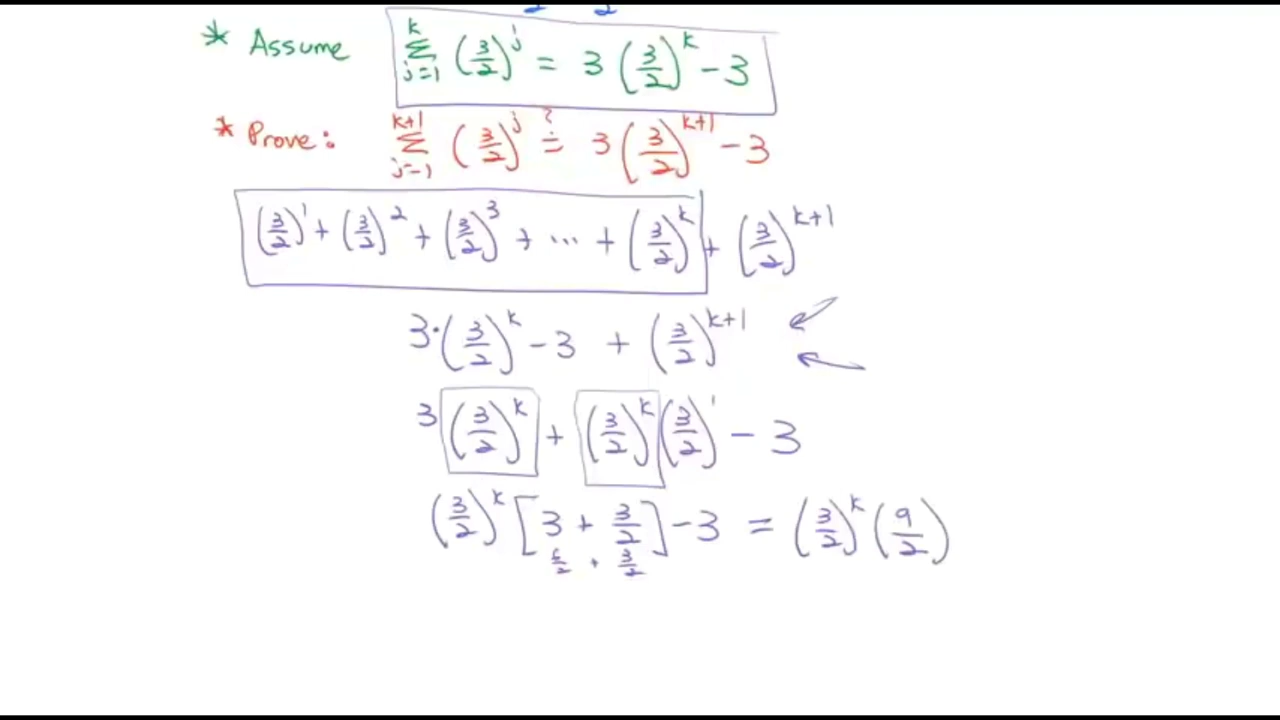 * Assume \sum_{j=1}^{k} (3/2)^j = 3 (3/2)^k - 3
* Prove: \sum_{j=1}^{k+1} (3/2)^j ?= 3 (3/2)^{k+1} - 3
(3/2)^1 + (3/2)^2 + (3/2)^3 + ... + (3/2)^k + (3/2)^{k+1}
3·(3/2)^k - 3 + (3/2)^{k+1}
3 (3/2)^k + (3/2)^k (3/2)^1 - 3
(3/2)^k [3 + 3/2] - 3 = (3/2)^k (9/2)
6/2 + 3/2